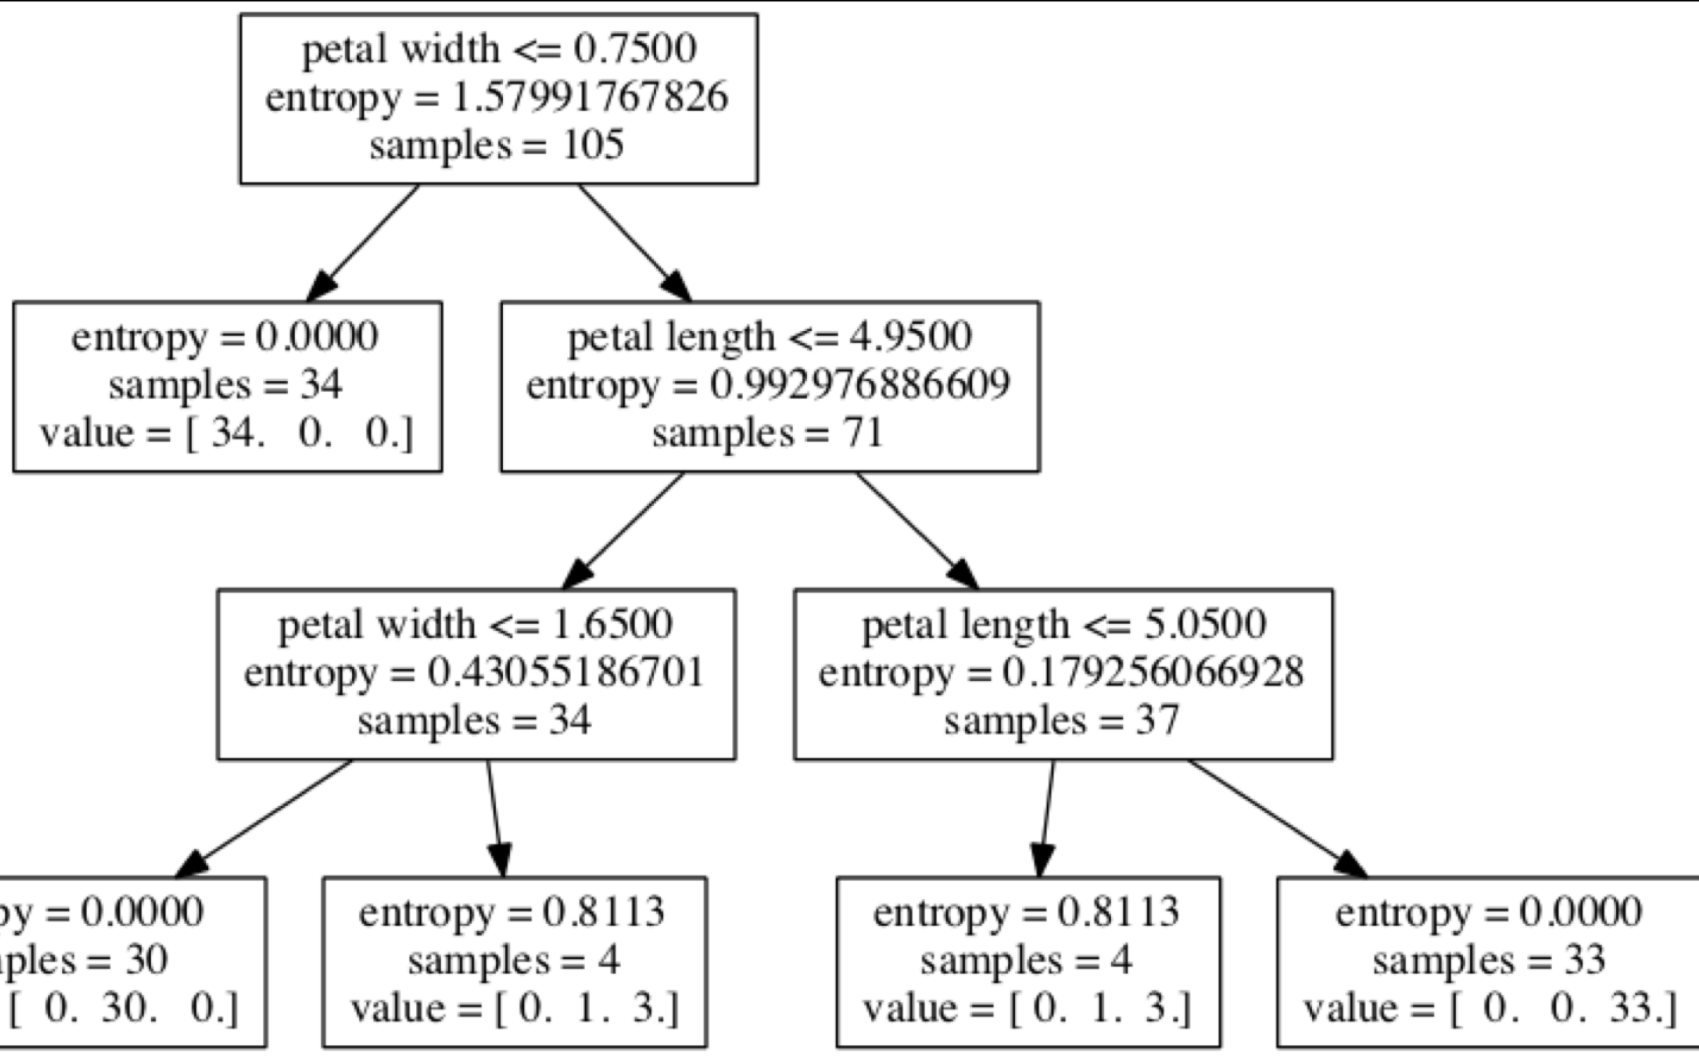 petal width <= 0.7500
entropy = 1.57991767826
samples = 105
entropy = 0.0000
samples = 34
value = [ 34. 0. 0.]
petal length <= 4.9500
entropy = 0.992976886609
samples = 71
petal width <= 1.6500
entropy = 0.43055186701
samples = 34
petal length <= 5.0500
entropy = 0.179256066928
samples = 37
py = 0.0000
ples = 30
[ 0. 30. 0.]
entropy = 0.8113
samples = 4
value = [ 0. 1. 3.]
entropy = 0.8113
samples = 4
value = [ 0. 1. 3.]
entropy = 0.0000
samples = 33
value = [ 0. 0. 33.]